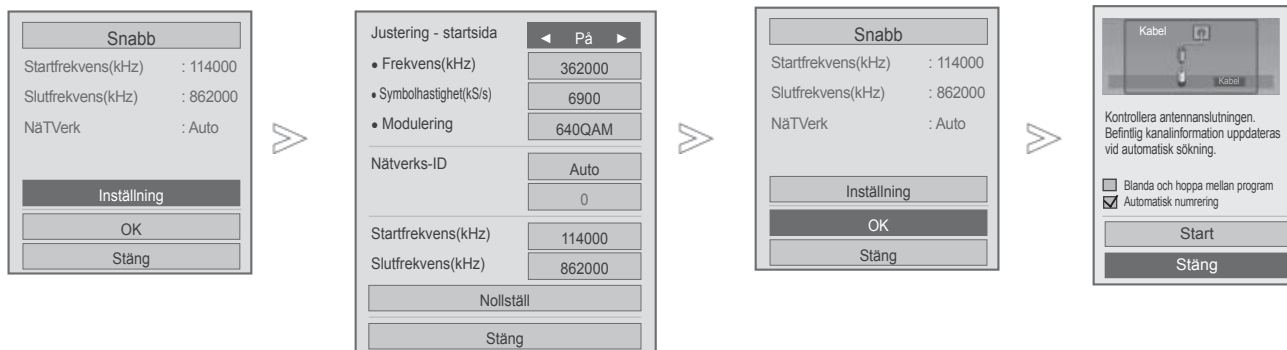 Snabb
Startfrekvens(kHz) : 114000
Slutfrekvens(kHz) : 862000
NäTVerk : Auto
Inställning
OK
Stäng
Justering - startsida ◄ På ►
• Frekvens(kHz) 362000
• Symbolhastighet(kS/s) 6900
• Modulering 640QAM
Nätverks-ID Auto
0
Startfrekvens(kHz) 114000
Slutfrekvens(kHz) 862000
Nollställ
Stäng
Snabb
Startfrekvens(kHz) : 114000
Slutfrekvens(kHz) : 862000
NäTVerk : Auto
Inställning
OK
Stäng
Kabel
Kabel
Kontrollera antennanslutningen.
Befintlig kanalinformation uppdateras
vid automatisk sökning.
Blanda och hoppa mellan program
Automatisk numrering
Start
Stäng